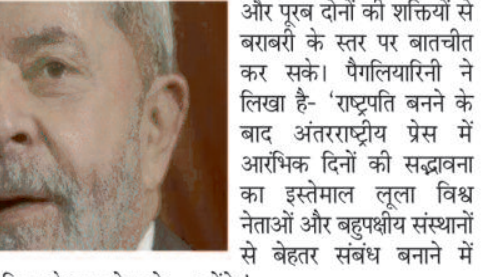 और पूरब दोनों की शक्तियों से
बराबरी के स्तर पर बातचीत
कर सके। पैगलियारिनी ने
लिखा है- ‘राष्ट्रपति बनने के
बाद अंतरराष्ट्रीय प्रेस में
आरंभिक दिनों की सद्भावना
का इस्तेमाल लूला विश्व
नेताओं और बहुपक्षीय संस्थानों
से बेहतर संबंध बनाने में